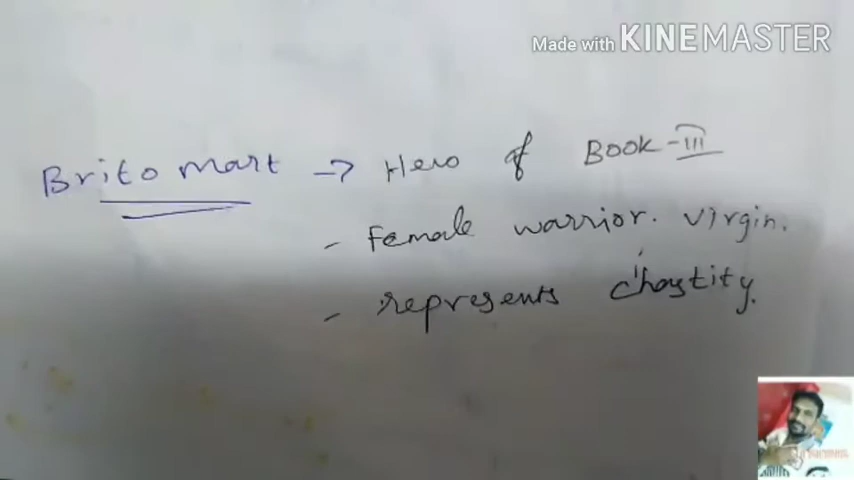 Made with KINEMASTER
Britomart → Hero of Book - III
- Female warrior. virgin.
- represents chastity.